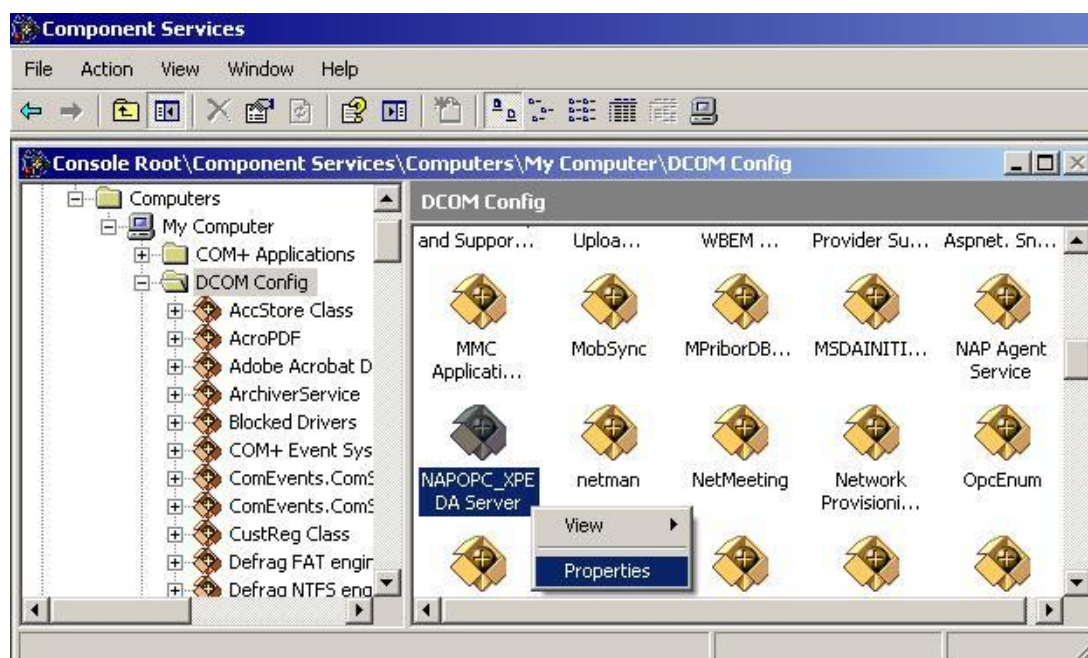 Component Services
File Action View Window Help
Console Root\Component Services\Computers\My Computer\DCOM Config
Computers
My Computer
COM+ Applications
DCOM Config
AccStore Class
AcroPDF
Adobe Acrobat D
ArchiverService
Blocked Drivers
COM+ Event Sys
ComEvents.ComS
ComEvents.ComS
CustReg Class
Defrag FAT engir
Defrag NTFS eng
DCOM Config
and Suppor... Uploa... WBEM ... Provider Su... Aspnet. Sn...
MMC Applicati...
MobSync
MPriborDB...
MSDAINITI...
NAP Agent Service
NAPOPC_XPE DA Server
netman
NetMeeting
Network Provisioni...
OpcEnum
View
Properties